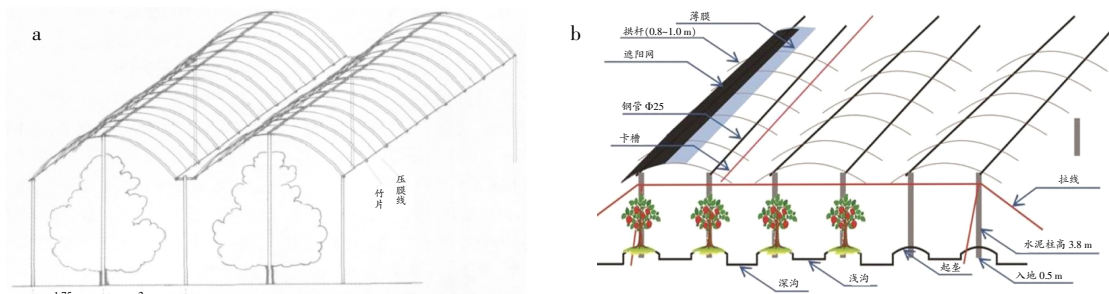 a
压膜线
竹片
b
薄膜
拱杆(0.8~1.0 m)
遮阳网
钢管 Φ25
卡槽
拉线
水泥柱高 3.8 m
入地 0.5 m
起垄
浅沟
深沟